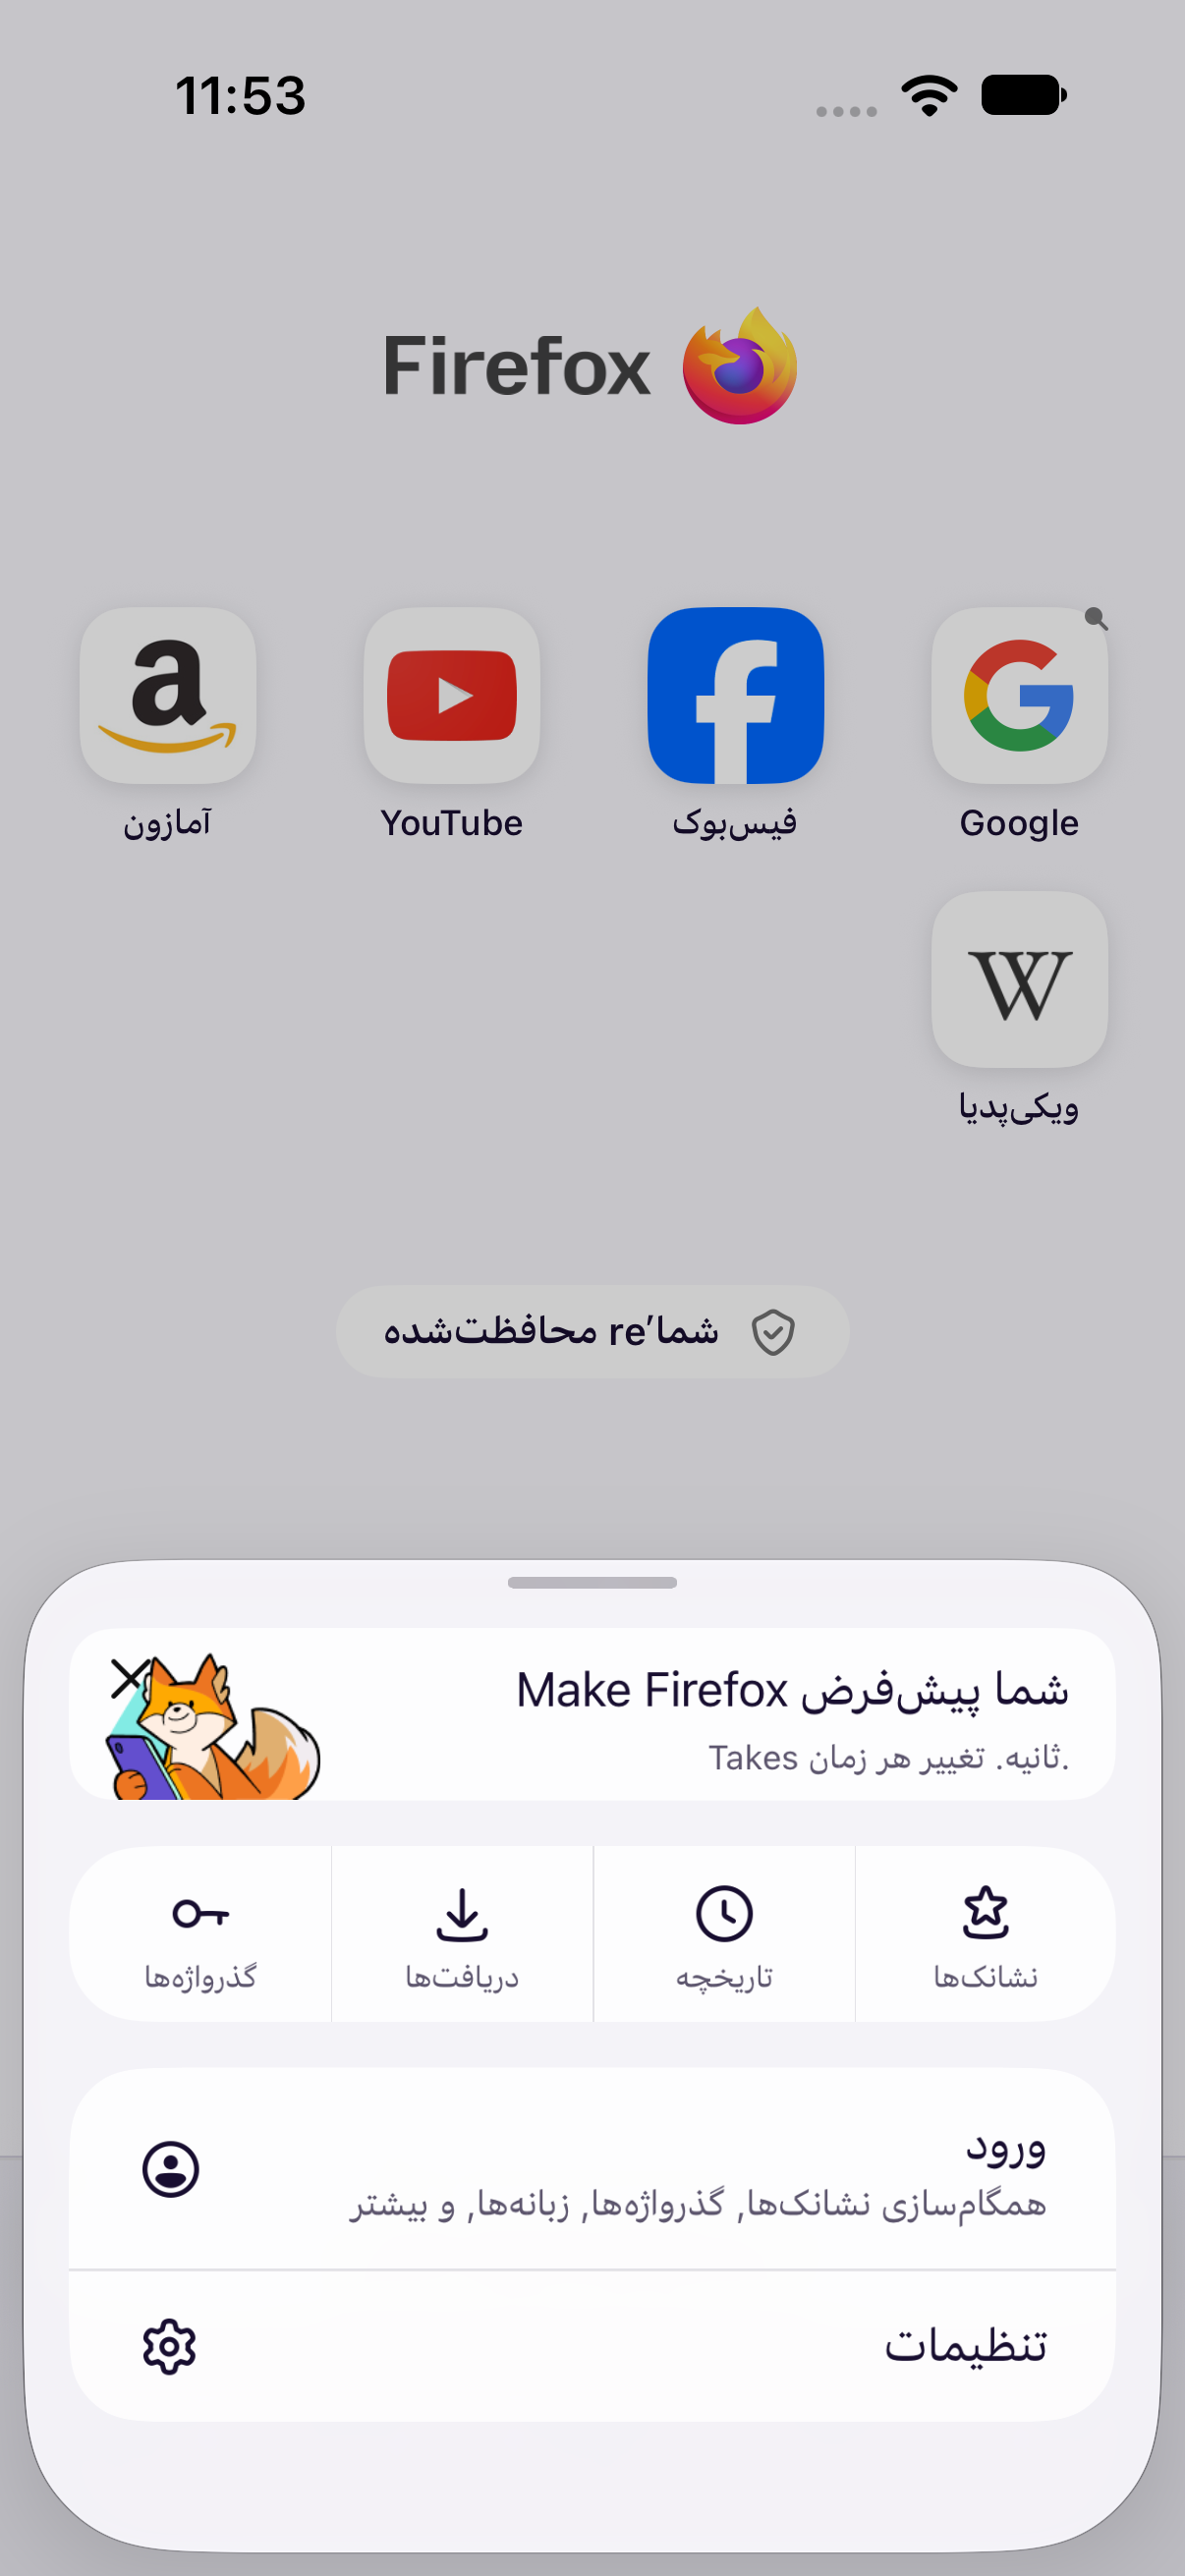 11:53
Firefox
Google
فیس‌بوک
YouTube
آمازون
ویکی‌پدیا
شما’re محافظت‌شده
شما پیش‌فرض Make Firefox
.ثانیه. تغییر هر زمان Takes
نشانک‌ها
تاریخچه
دریافت‌ها
گذرواژه‌ها
ورود
همگام‌سازی نشانک‌ها, گذرواژه‌ها, زبانه‌ها, و بیشتر
تنظیمات